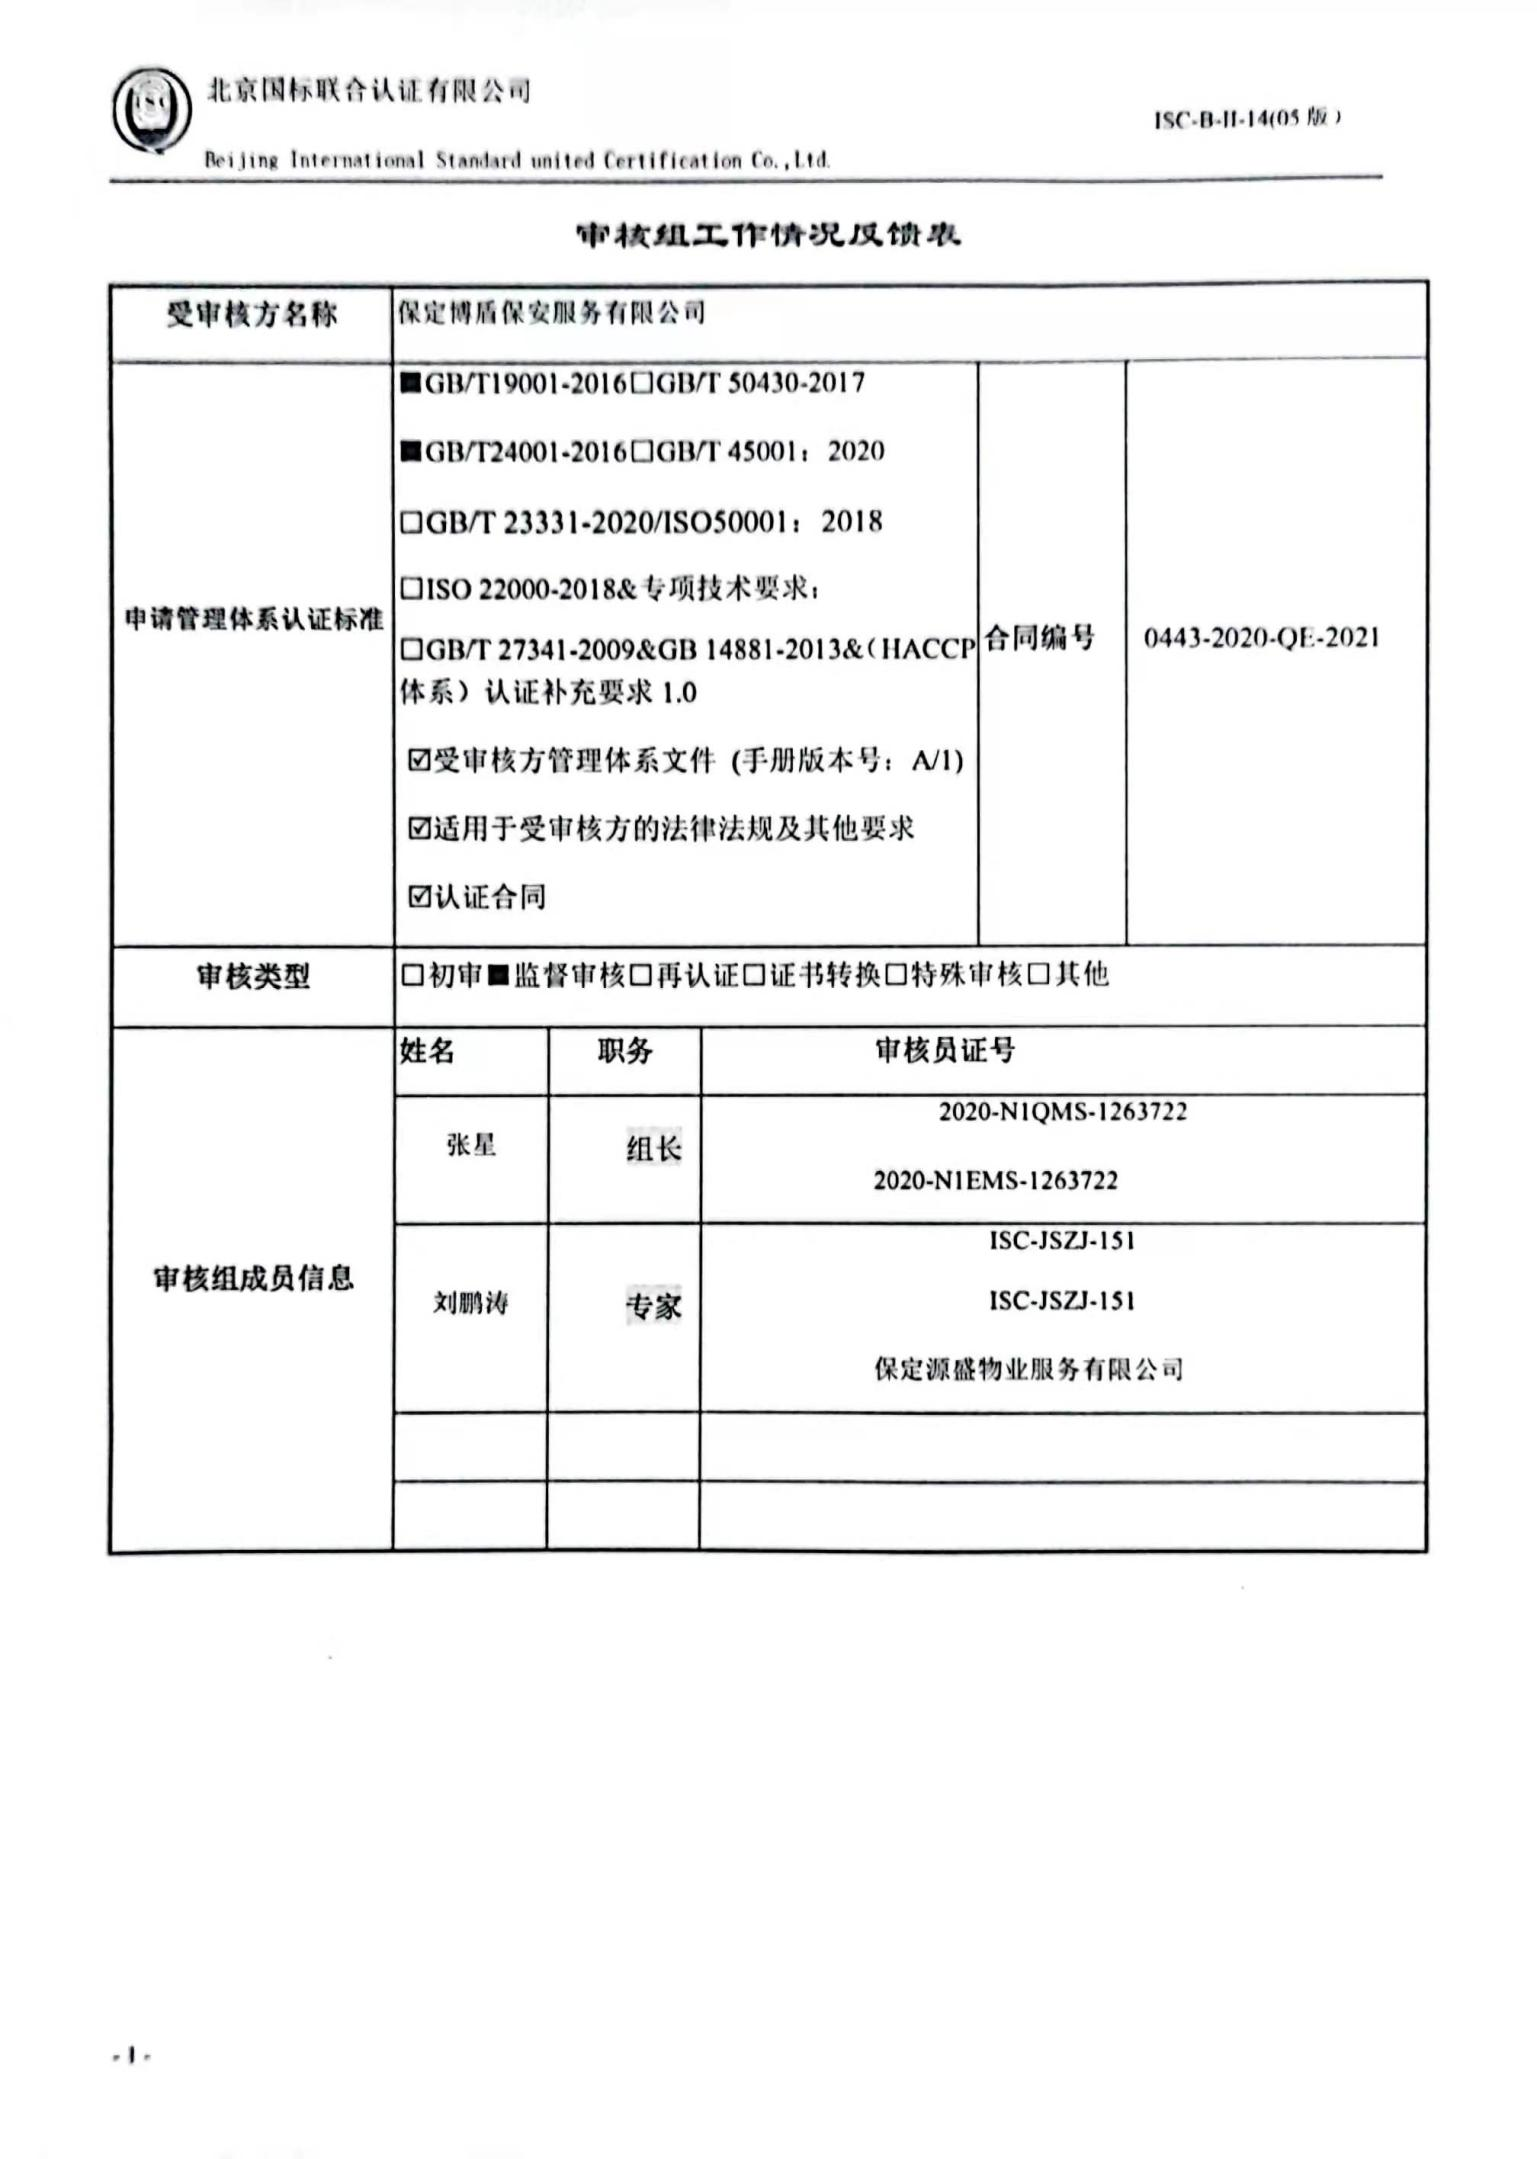 北京国标联合认证有限公司
ISC-B-II-14(05 版)
Beijing International Standard united Certification Co.,Ltd.
审核组工作情况反馈表
受审核方名称
保定博盾保安服务有限公司
申请管理体系认证标准
■GB/T19001-2016□GB/T 50430-2017
■GB/T24001-2016□GB/T 45001：2020
□GB/T 23331-2020/ISO50001：2018
□ISO 22000-2018&专项技术要求;
□GB/T 27341-2009&GB 14881-2013&（HACCP
体系）认证补充要求 1.0
☑受审核方管理体系文件 (手册版本号：A/1)
☑适用于受审核方的法律法规及其他要求
☑认证合同
合同编号
0443-2020-QE-2021
审核类型
□初审■监督审核□再认证□证书转换□特殊审核□其他
审核组成员信息
姓名
职务
审核员证号
张星
组长
2020-N1QMS-1263722
2020-N1EMS-1263722
刘鹏涛
专家
ISC-JSZJ-151
ISC-JSZJ-151
保定源盛物业服务有限公司
- 1 -